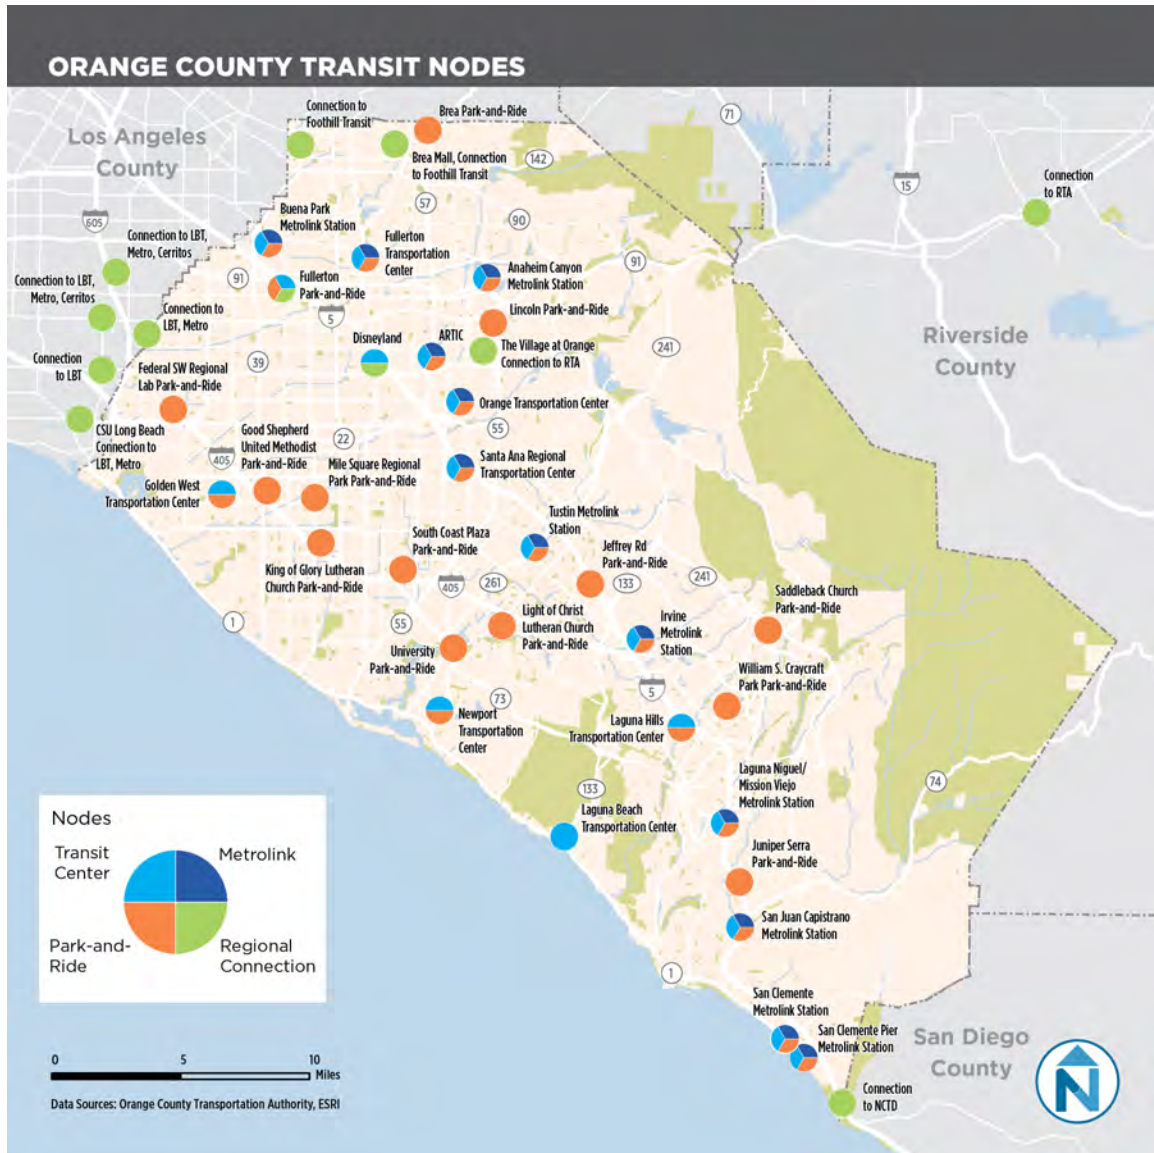 ORANGE COUNTY TRANSIT NODES
Los Angeles
County
Connection to
Foothill Transit
Brea Park-and-Ride
Brea Mall, Connection
to Foothill Transit
71
142
15
Connection
to RTA
605
57
90
Buena Park
Metrolink Station
Connection to LBT,
Metro, Cerritos
Fullerton
Transportation
Center
91
91
Anaheim Canyon
Metrolink Station
Connection to LBT,
Metro, Cerritos
Fullerton
Park-and-Ride
Connection to
LBT, Metro
5
Lincoln Park-and-Ride
Riverside
County
Disneyland
ARTIC
The Village at Orange
Connection to RTA
241
Connection
to LBT
Federal SW Regional
Lab Park-and-Ride
39
Orange Transportation Center
CSU Long Beach
Connection to
LBT, Metro
Good Shepherd
United Methodist
Park-and-Ride
22
55
405
Mile Square Regional
Park Park-and-Ride
Santa Ana Regional
Transportation Center
Golden West
Transportation Center
Tustin Metrolink
Station
South Coast Plaza
Park-and-Ride
Jeffrey Rd
Park-and-Ride
King of Glory Lutheran
Church Park-and-Ride
405
261
133
241
Saddleback Church
Park-and-Ride
1
55
Light of Christ
Lutheran Church
Park-and-Ride
Irvine
Metrolink
Station
University
Park-and-Ride
William S. Craycraft
Park Park-and-Ride
5
73
Newport
Transportation
Center
Laguna Hills
Transportation Center
Laguna Niguel/
Mission Viejo
Metrolink Station
74
133
Laguna Beach
Transportation Center
Juniper Serra
Park-and-Ride
San Juan Capistrano
Metrolink Station
1
San Clemente
Metrolink Station
San Clemente Pier
Metrolink Station
San Diego
County
Connection
to NCTD
N
Nodes
Transit
Center
Metrolink
Park-and-
Ride
Regional
Connection
0 5 10
Miles
Data Sources: Orange County Transportation Authority, ESRI